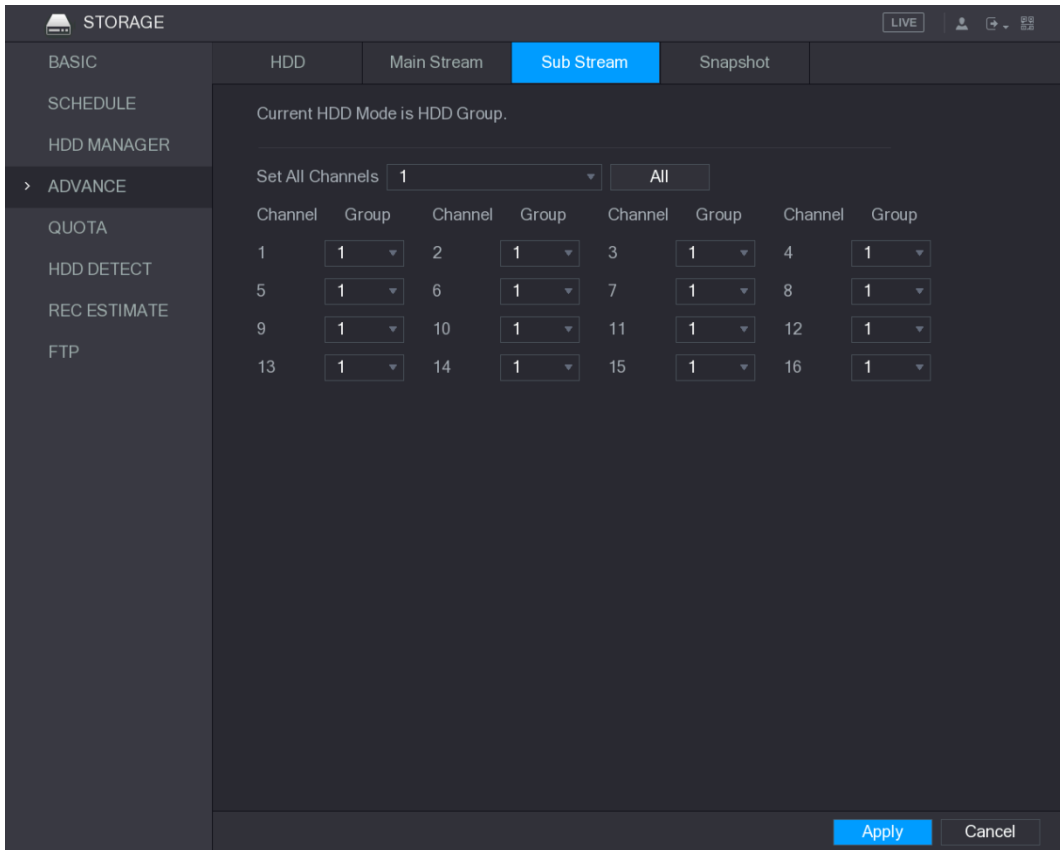 STORAGE LIVE
BASIC
SCHEDULE
HDD MANAGER
ADVANCE
QUOTA
HDD DETECT
REC ESTIMATE
FTP
HDD Main Stream Sub Stream Snapshot
Current HDD Mode is HDD Group.
Set All Channels 1 All
Channel Group Channel Group Channel Group Channel Group
1 1 2 1 3 1 4 1
5 1 6 1 7 1 8 1
9 1 10 1 11 1 12 1
13 1 14 1 15 1 16 1
Apply Cancel